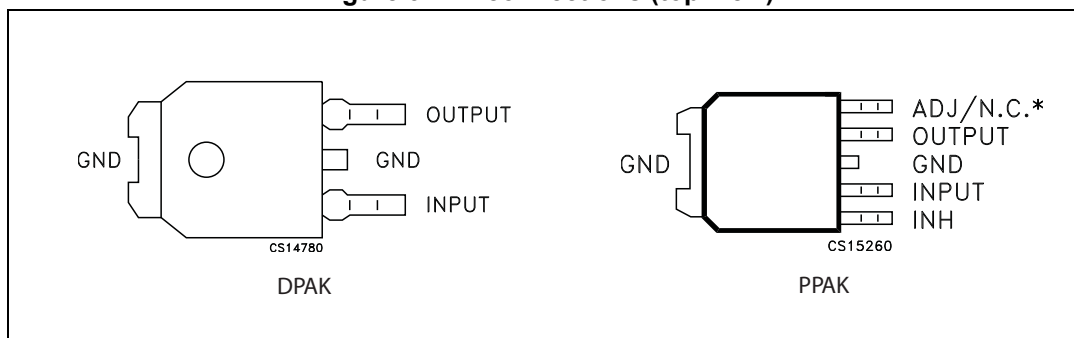 OUTPUT
GND
GND
INPUT
CS14780
DPAK
ADJ/N.C.*
OUTPUT
GND
GND
INPUT
INH
CS15260
PPAK